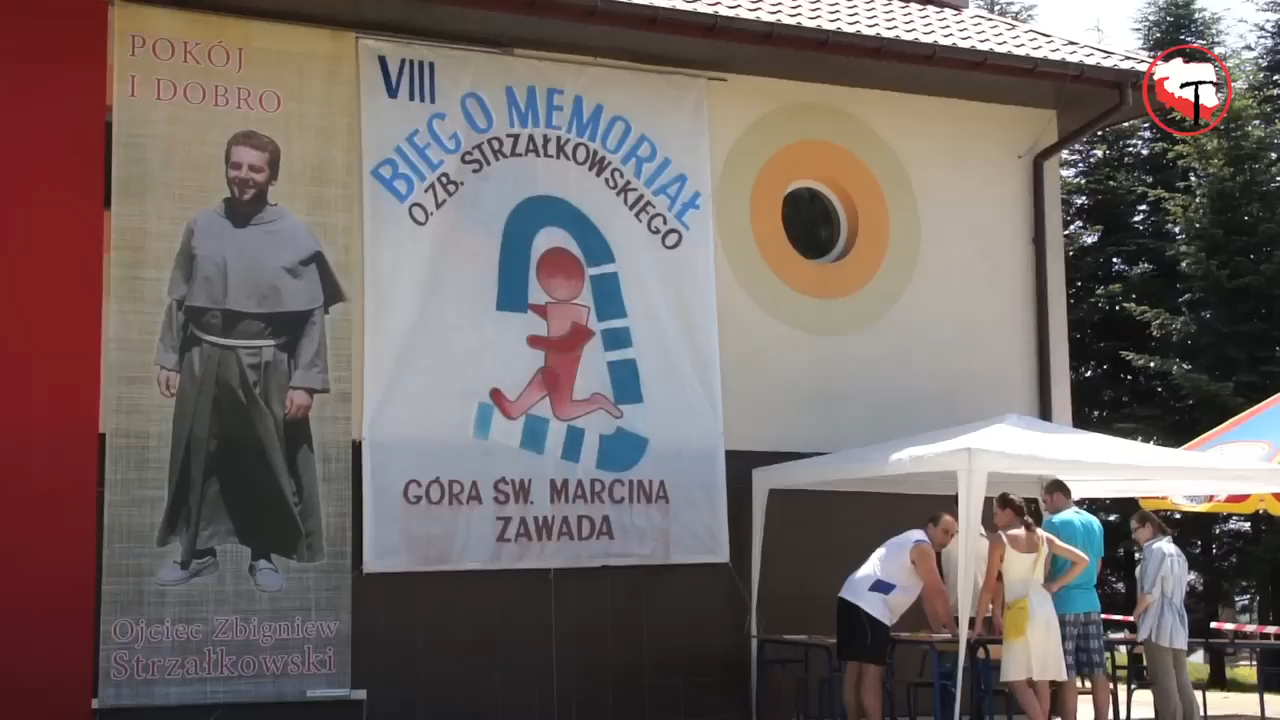 POKÓJ
I DOBRO
Ojciec Zbigniew
Strzałkowski
VIII
BIEG O MEMORIAŁ
O. ZB. STRZAŁKOWSKIEGO
GÓRA ŚW. MARCINA
ZAWADA